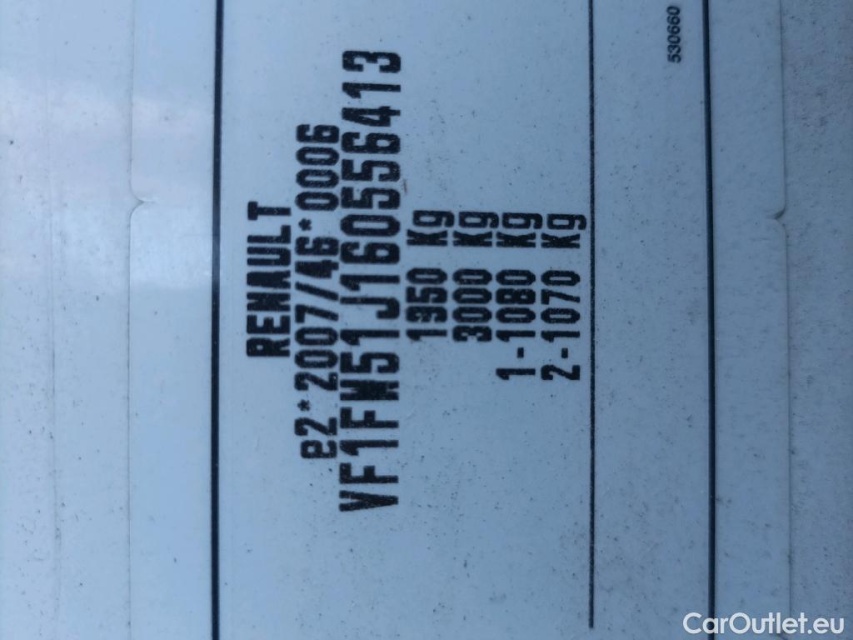 RENAULT
e2*2007/46*0006
VF1FW51J160556413
1950 Kg
3000 Kg
1-1080 Kg
2-1070 Kg
530660
CarOutlet.eu